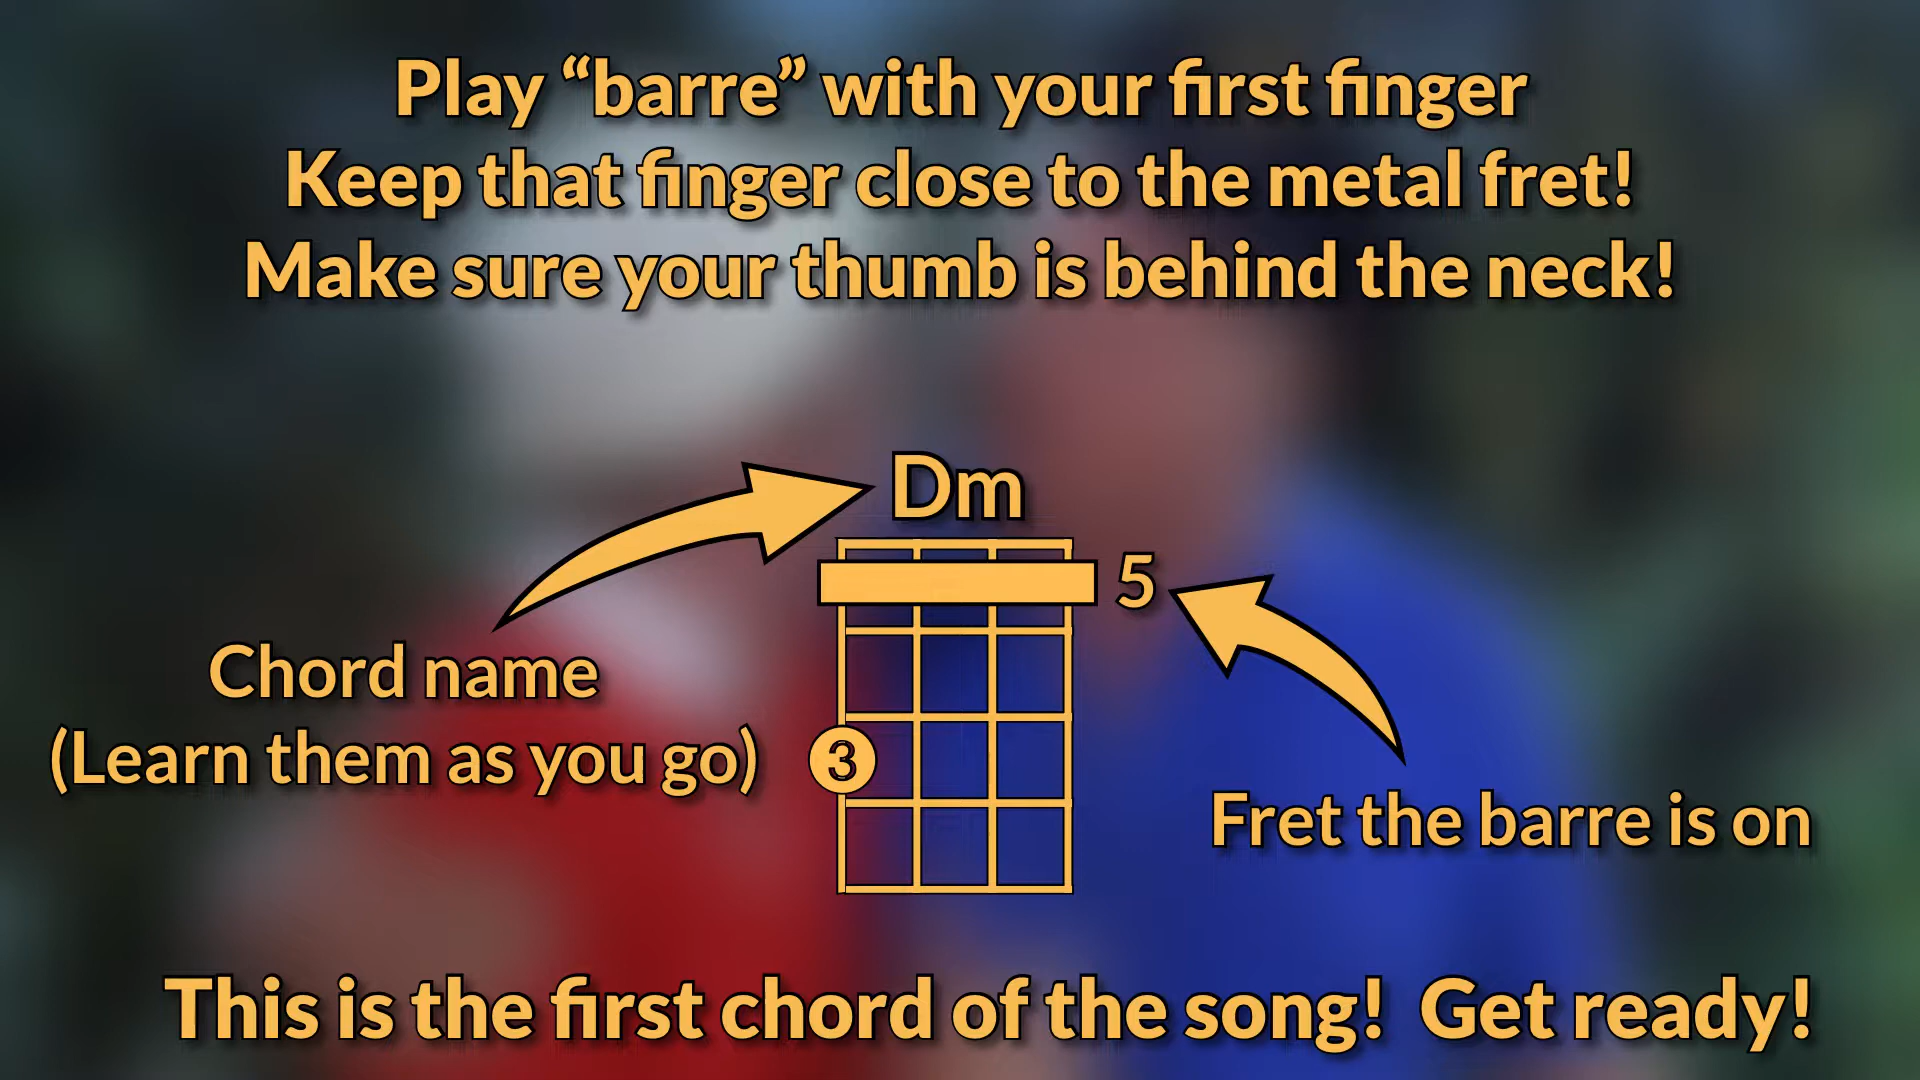 Play “barre” with your first finger
Keep that finger close to the metal fret!
Make sure your thumb is behind the neck!
Dm
5
Chord name
(Learn them as you go)
3
Fret the barre is on
This is the first chord of the song!  Get ready!